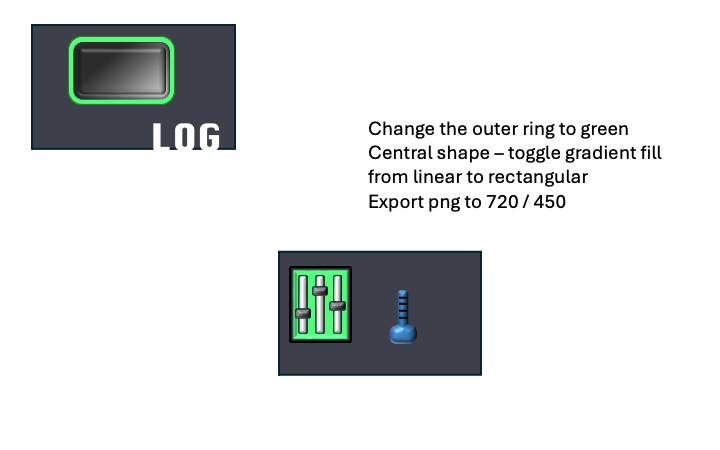 LOG
Change the outer ring to green
Central shape – toggle gradient fill
from linear to rectangular
Export png to 720 / 450